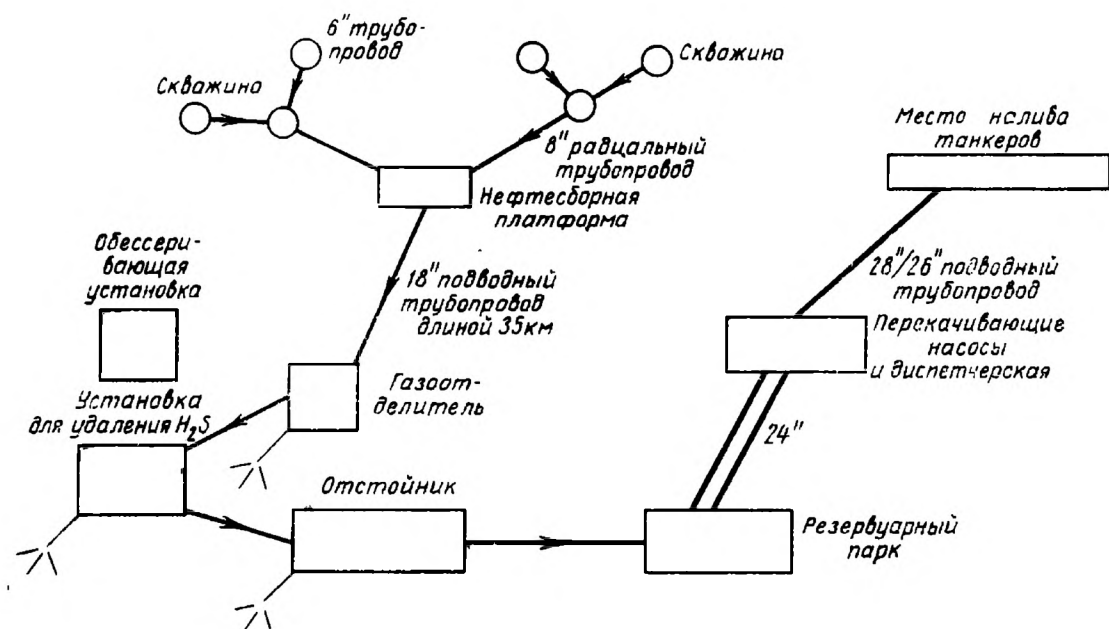 6" трубо-
провод
Скважина
Скважина
8" радцальный
трубопровод
Нефтесборная
платформа
Место налива
танкеров
Обессери-
вающая
установка
18" подводный
трубопровод
длиной 35км
28"/26" подводный
трубопровод
Перекачивающие
насосы
и диспетчерская
Газоот-
делитель
Установка
для удаления H₂S
24"
Отстойник
Резервуарный
парк